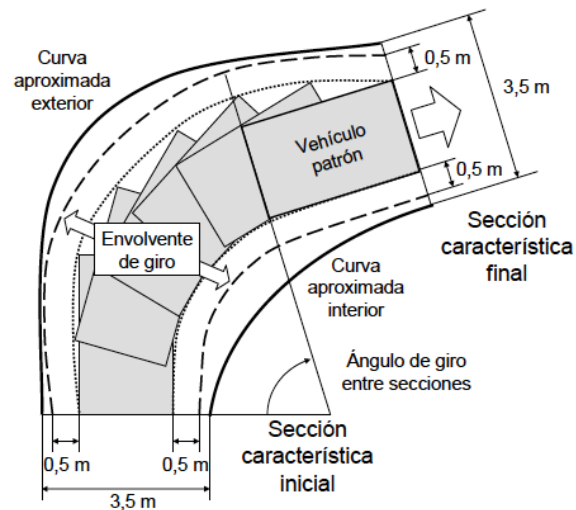 Curva
aproximada
exterior
0,5 m
3,5 m
Vehículo
patrón
0,5 m
Envolvente
de giro
Sección
característica
final
Curva
aproximada
interior
Ángulo de giro
entre secciones
Sección
característica
inicial
0,5 m
0,5 m
3,5 m